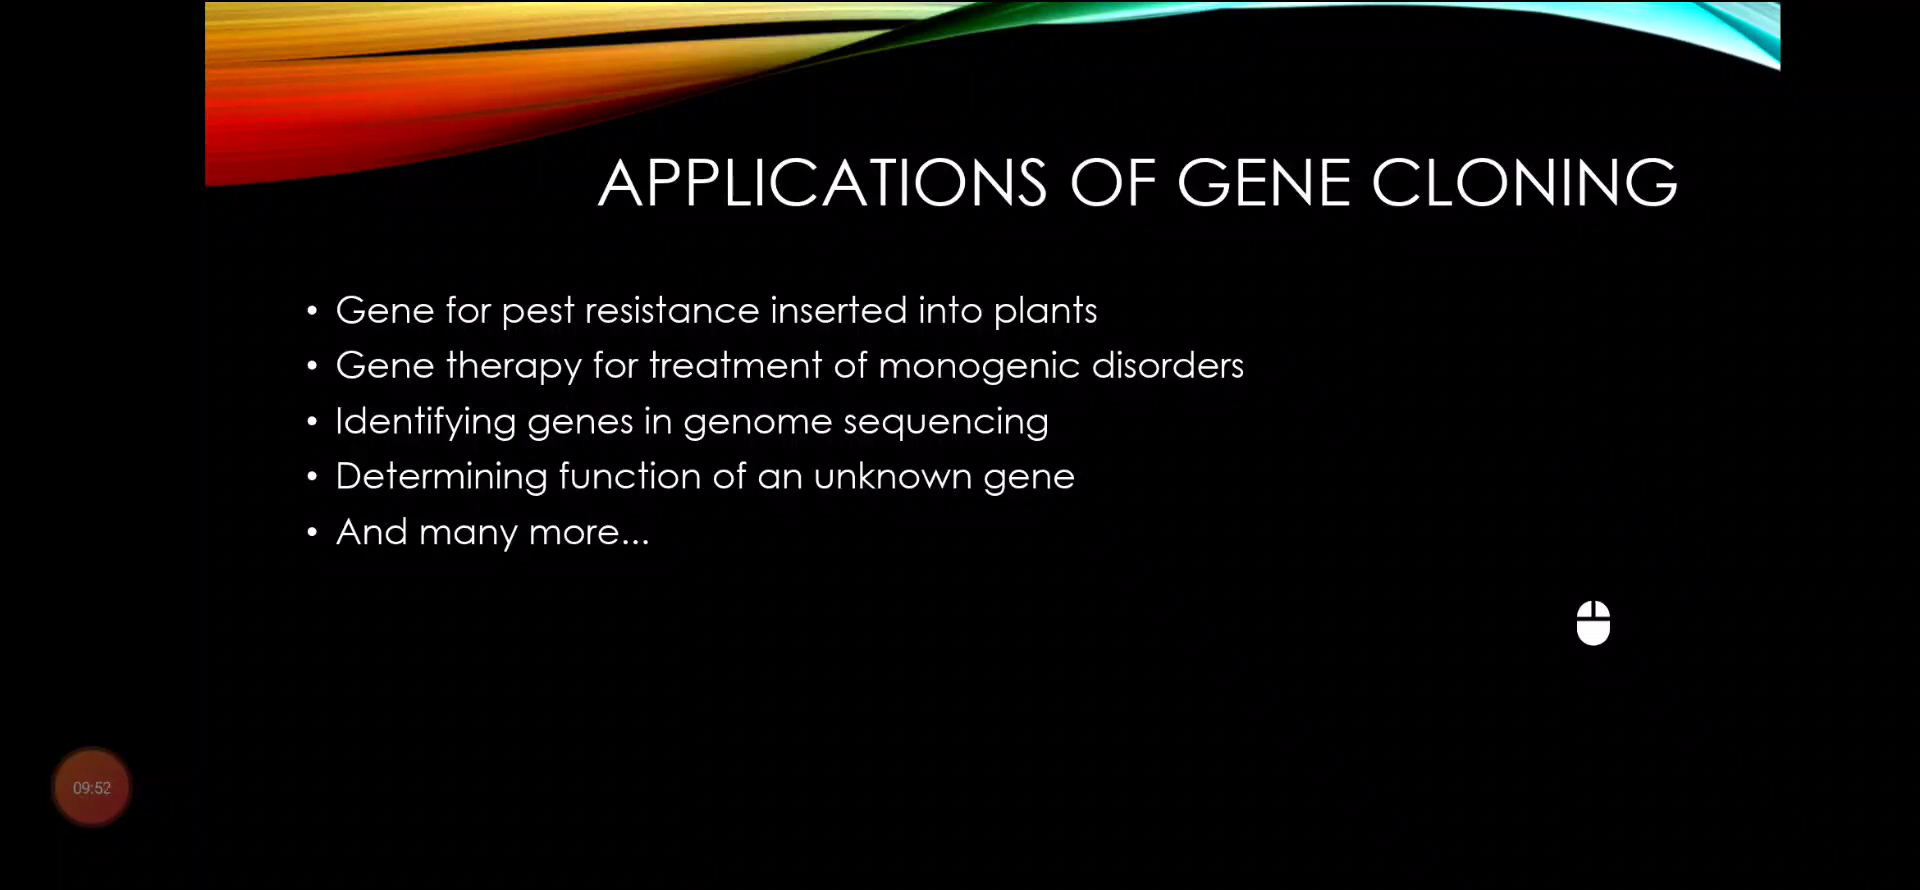 APPLICATIONS OF GENE CLONING
• Gene for pest resistance inserted into plants
• Gene therapy for treatment of monogenic disorders
• Identifying genes in genome sequencing
• Determining function of an unknown gene
• And many more...
09:52